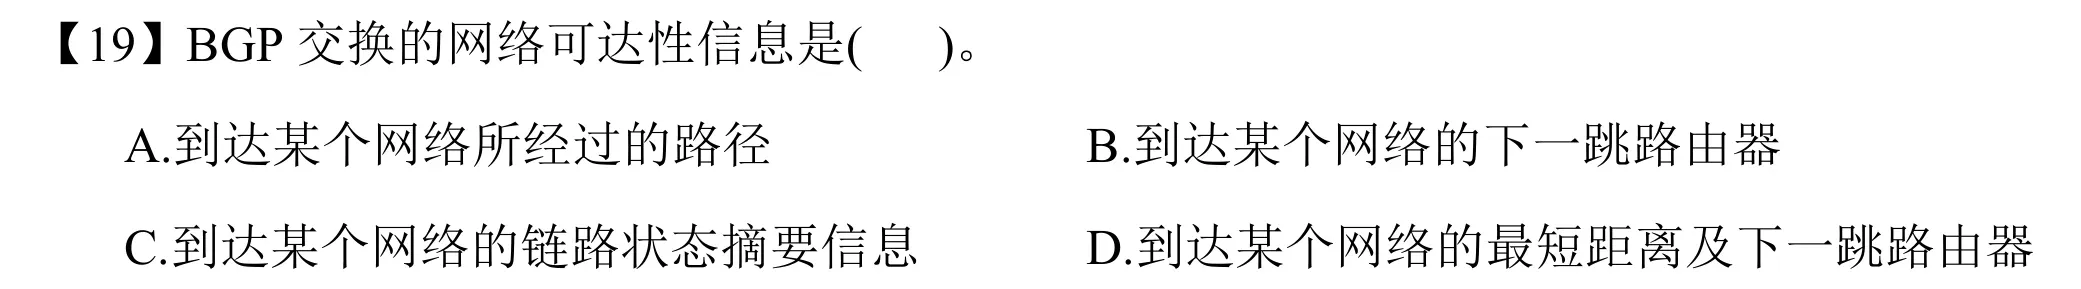 【19】BGP 交换的网络可达性信息是(    )。
A.到达某个网络所经过的路径 B.到达某个网络的下一跳路由器
C.到达某个网络的链路状态摘要信息 D.到达某个网络的最短距离及下一跳路由器